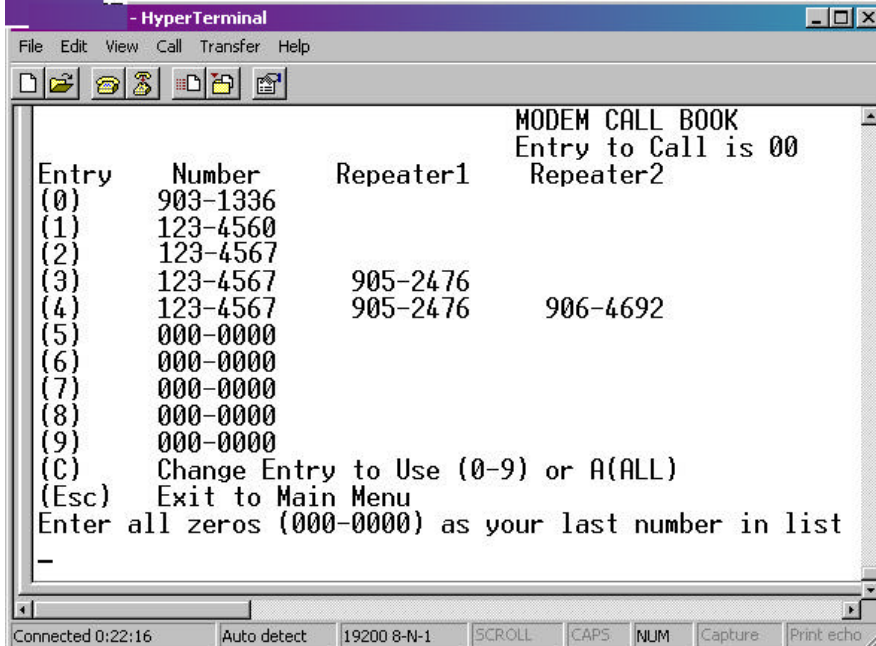 - HyperTerminal
File Edit View Call Transfer Help
MODEM CALL BOOK
Entry to Call is 00
Entry Number Repeater1 Repeater2
(0) 903-1336
(1) 123-4560
(2) 123-4567
(3) 123-4567 905-2476
(4) 123-4567 905-2476 906-4692
(5) 000-0000
(6) 000-0000
(7) 000-0000
(8) 000-0000
(9) 000-0000
(C) Change Entry to Use (0-9) or A(ALL)
(Esc) Exit to Main Menu
Enter all zeros (000-0000) as your last number in list
Connected 0:22:16 Auto detect 19200 8-N-1 SCROLL CAPS NUM Capture Print echo